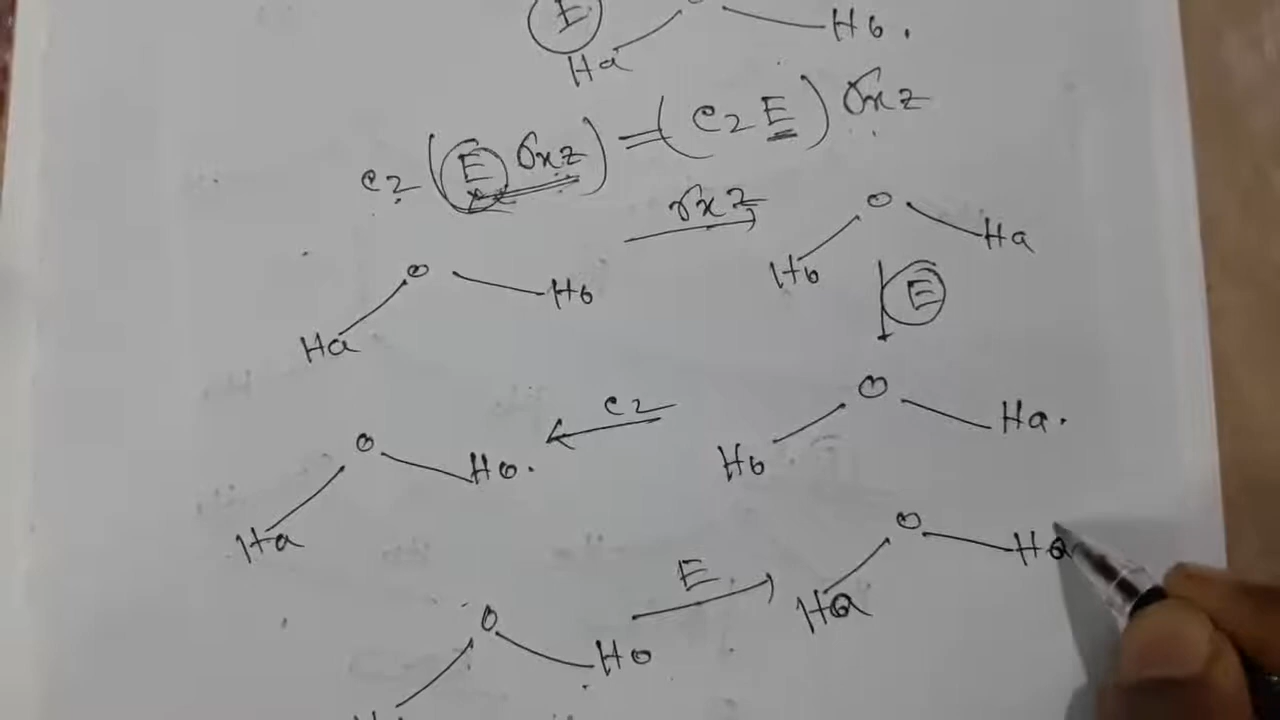 E
Ha O Hb.
C2 (E σxz) = (C2 E) σxz
Ha O Hb σxz Hb O Ha
E
Ha O Hb. C2 Hb O Ha.
O Hb E Ha O Ha